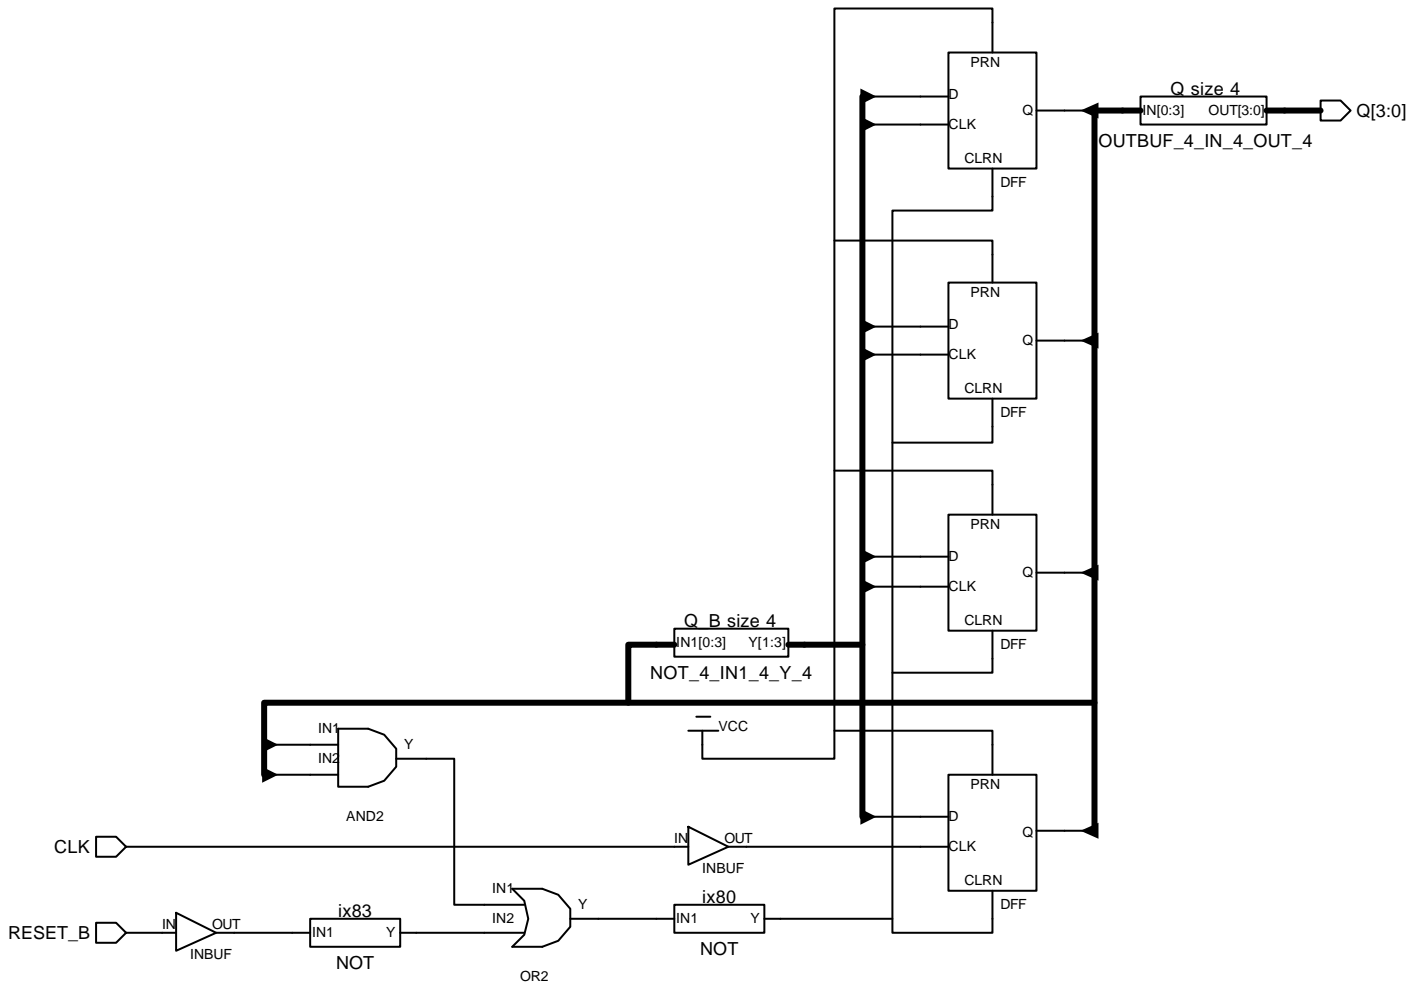 PRN
D
CLK
Q
CLRN
DFF
Q size 4
IN[0:3] OUT[3:0]
OUTBUF_4_IN_4_OUT_4
Q[3:0]
PRN
D
CLK
Q
CLRN
DFF
PRN
D
CLK
Q
CLRN
DFF
Q_B size 4
IN1[0:3] Y[1:3]
NOT_4_IN1_4_Y_4
VCC
IN1
IN2
Y
AND2
PRN
D
CLK
Q
CLRN
DFF
CLK
IN OUT
INBUF
RESET_B
IN OUT
INBUF
ix83
IN1 Y
NOT
IN1
IN2
Y
OR2
ix80
IN1 Y
NOT